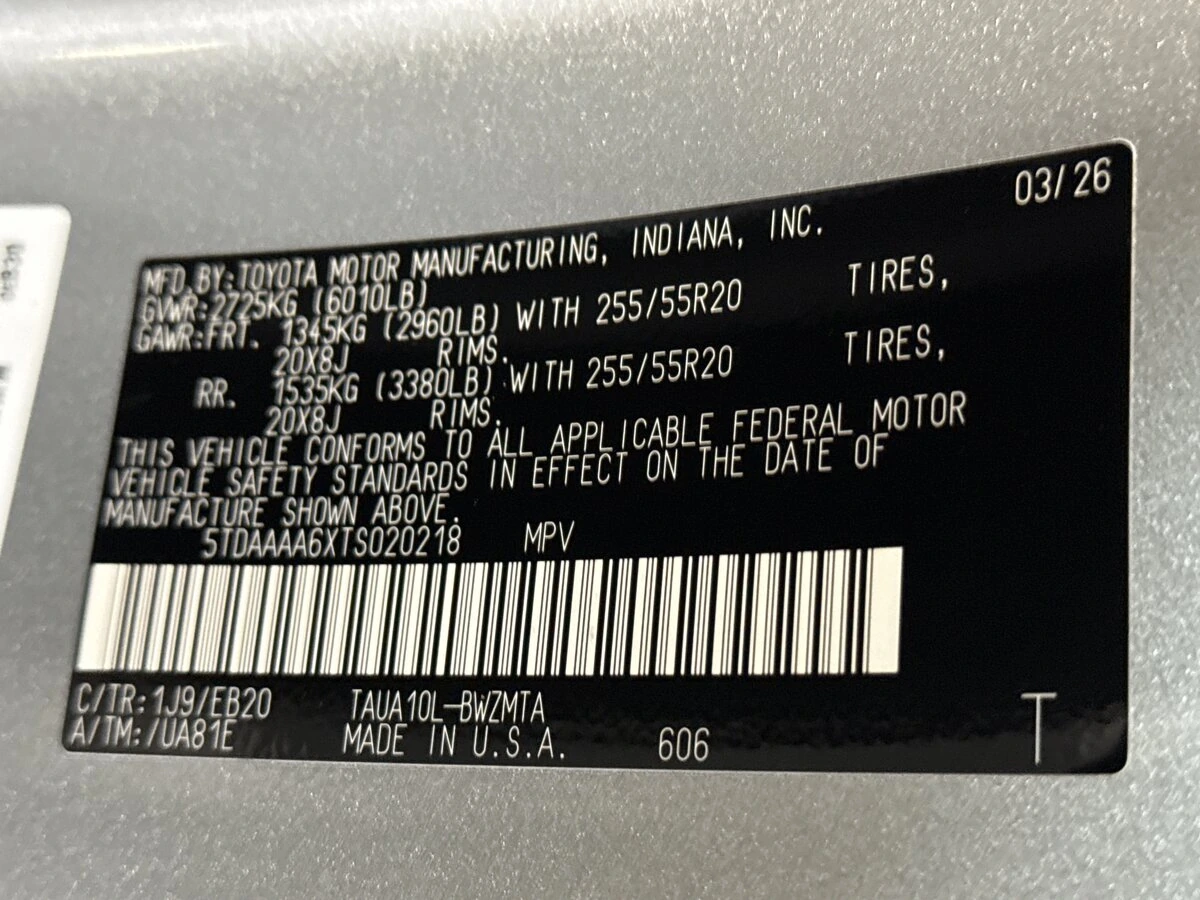 03/26
MFD.BY:TOYOTA MOTOR MANUFACTURING, INDIANA, INC.
GVWR:2725KG (6010LB)
GAWR:FRT. 1345KG (2960LB) WITH 255/55R20 TIRES,
20X8J RIMS.
RR. 1535KG (3380LB) WITH 255/55R20 TIRES,
20X8J RIMS.
THIS VEHICLE CONFORMS TO ALL APPLICABLE FEDERAL MOTOR
VEHICLE SAFETY STANDARDS IN EFFECT ON THE DATE OF
MANUFACTURE SHOWN ABOVE.
5TDAAAA6XTS020218 MPV
C/TR:1J9/EB20 TAUA10L-BWZMTA
A/TM:/UA81E MADE IN U.S.A. 606 T